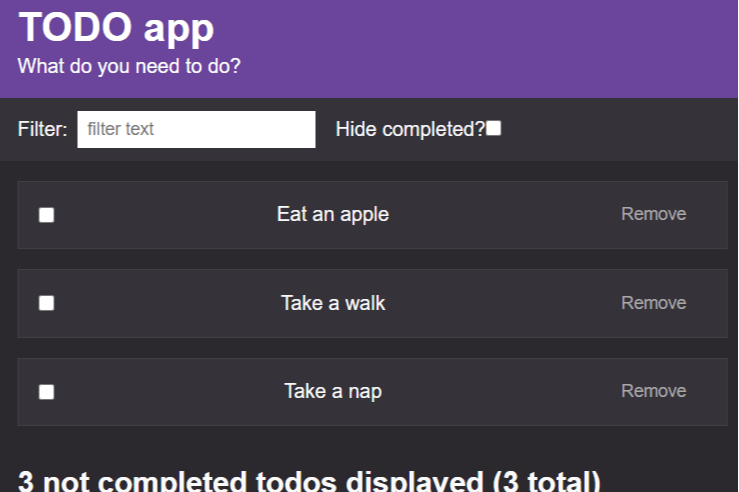 TODO app
What do you need to do?
Filter: filter text Hide completed?
Eat an apple Remove
Take a walk Remove
Take a nap Remove
3 not completed todos displayed (3 total)